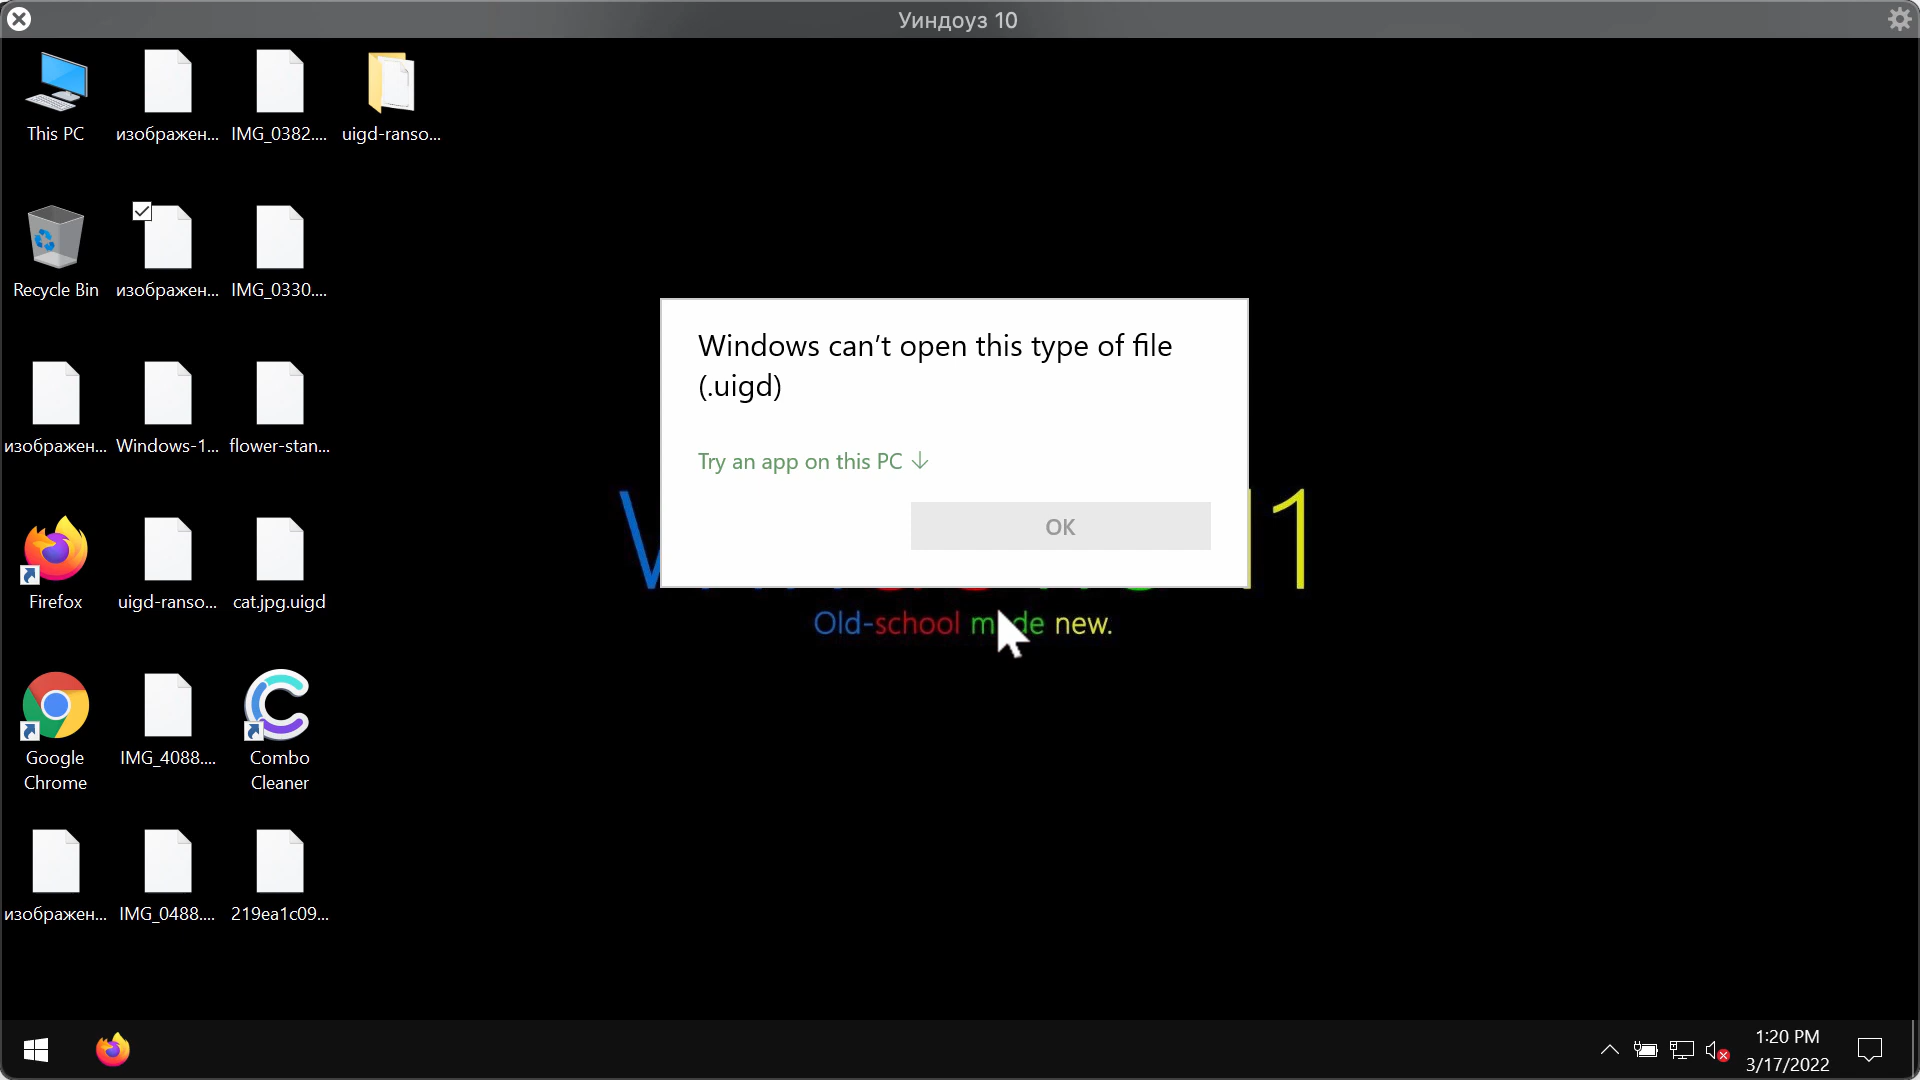 Уиндоуз 10
This PC
изображен...
IMG_0382....
uigd-ranso...
Recycle Bin
изображен...
IMG_0330....
изображен...
Windows-1...
flower-stan...
Firefox
uigd-ranso...
cat.jpg.uigd
Google
Chrome
IMG_4088....
Combo
Cleaner
изображен...
IMG_0488....
219ea1c09...
Windows can't open this type of file
(.uigd)
Try an app on this PC ↓
OK
Old-school made new.
1:20 PM
3/17/2022